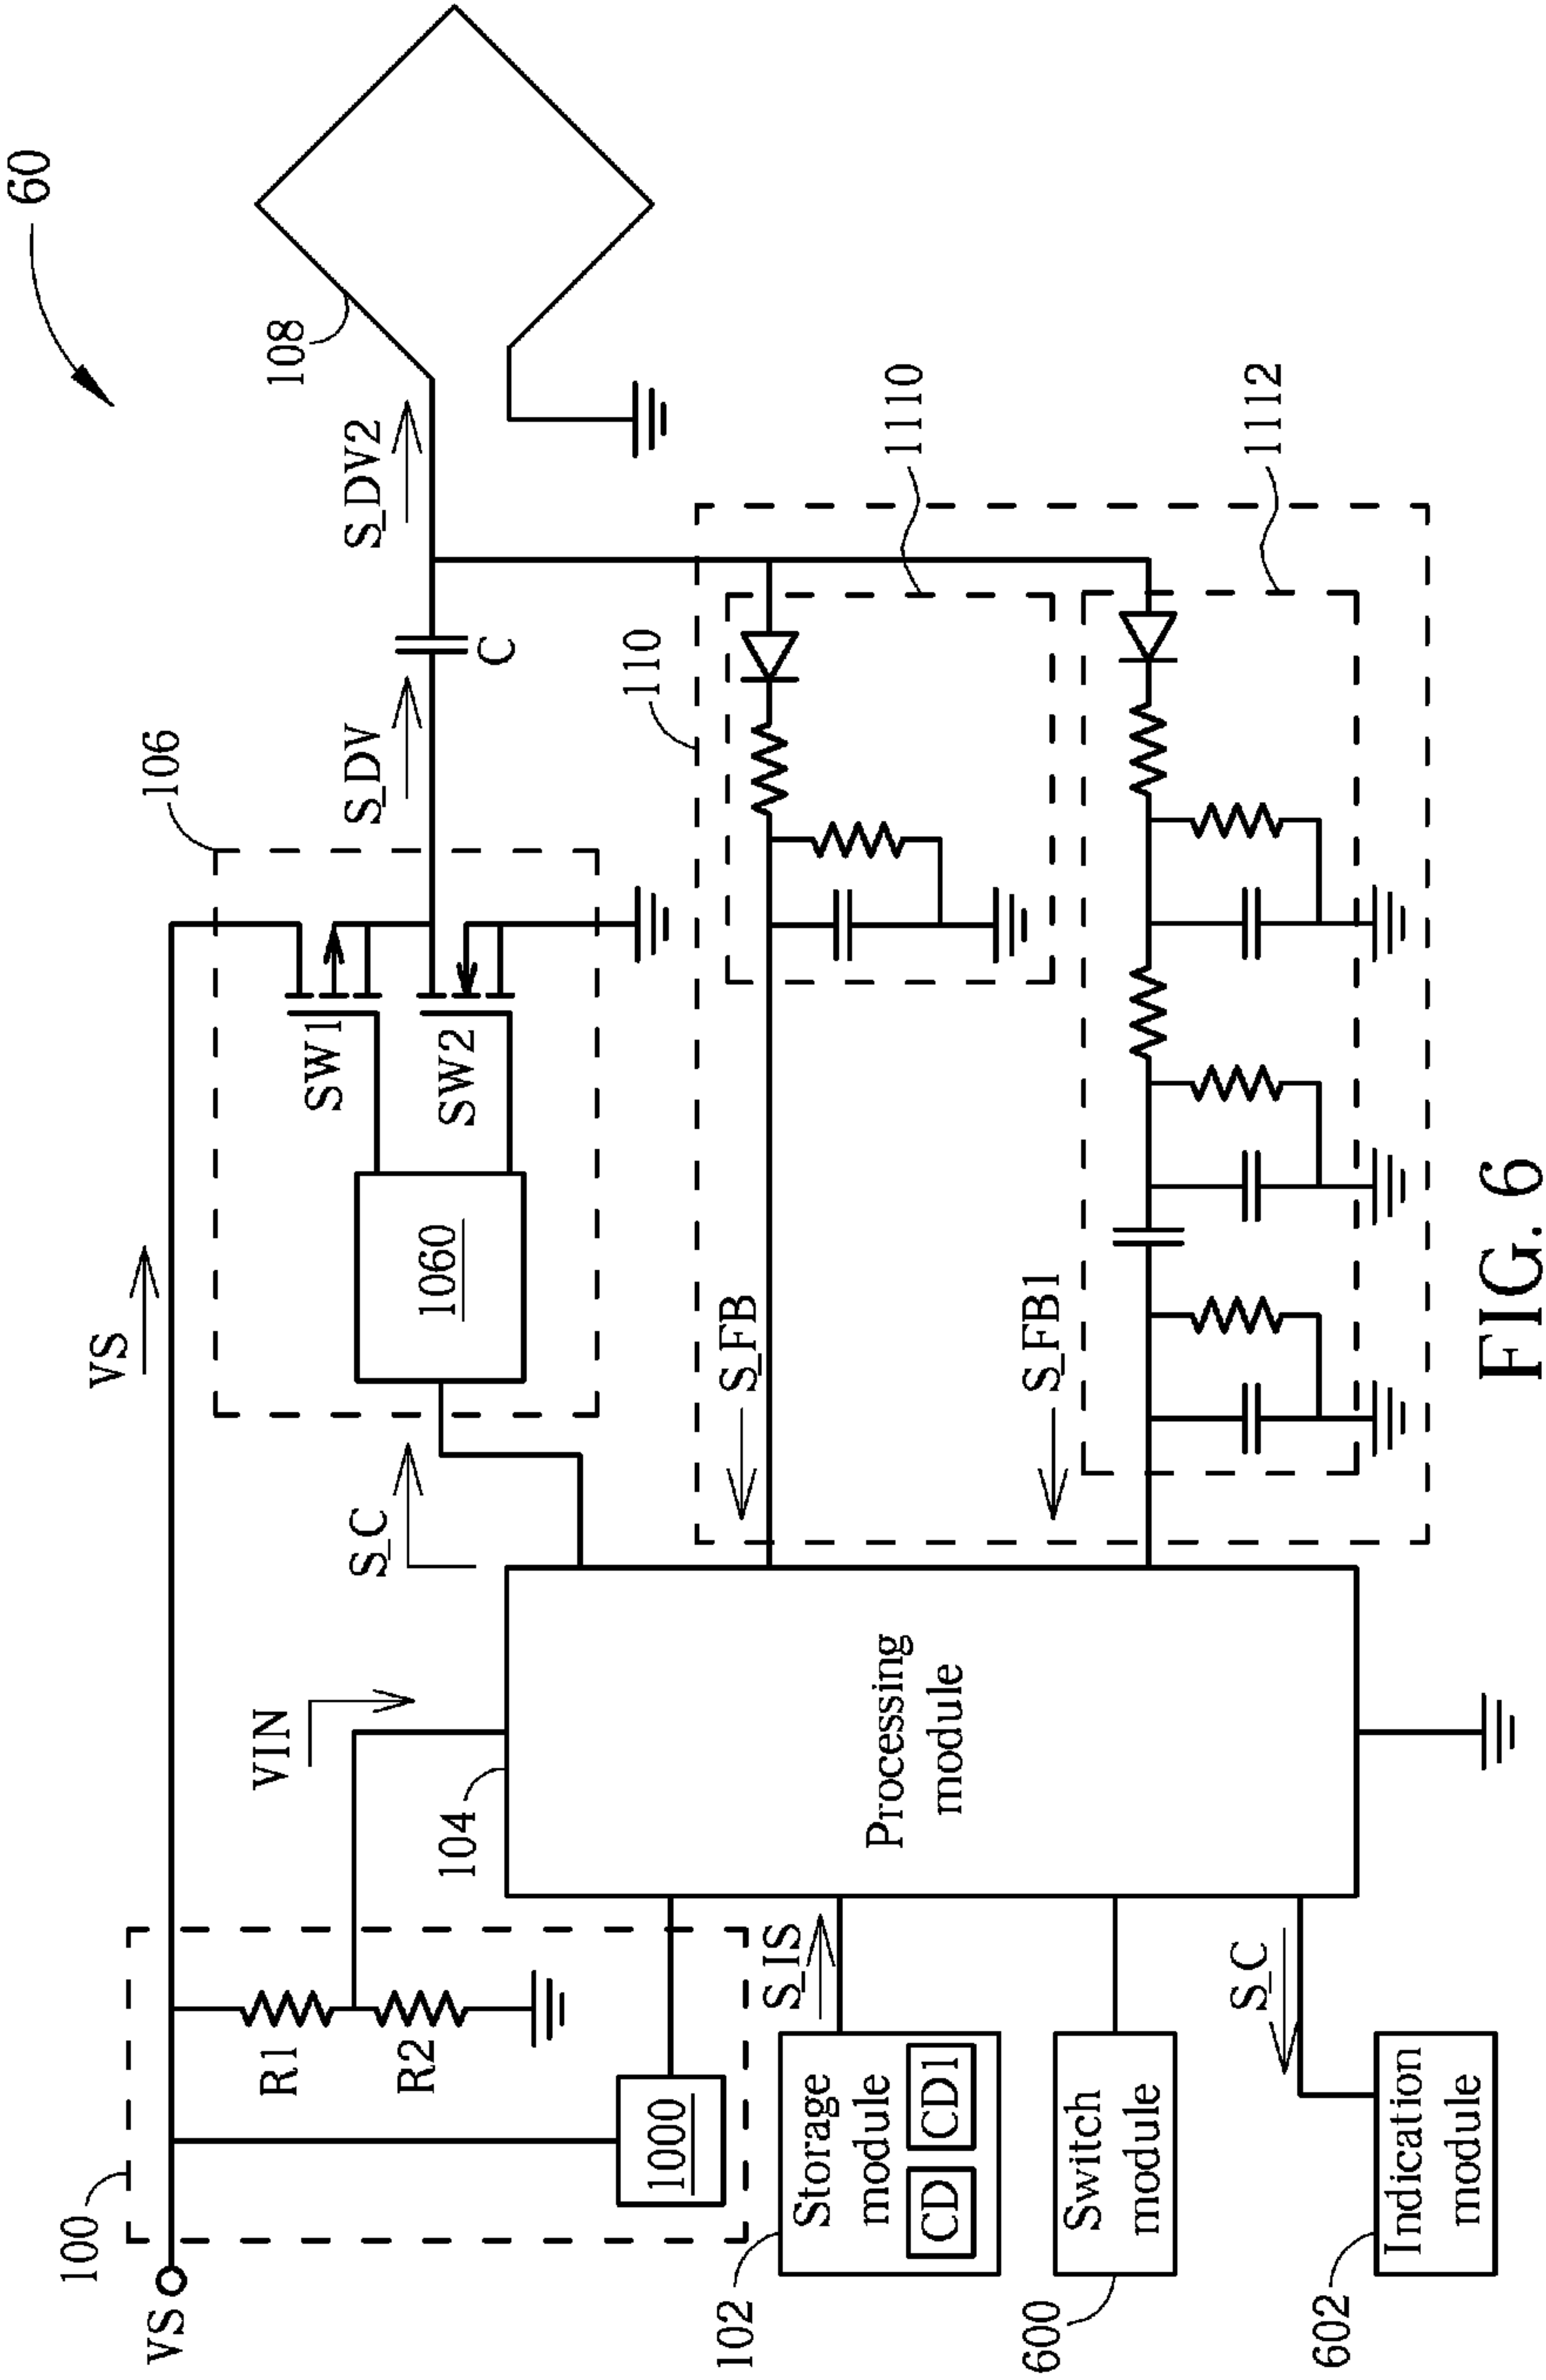 60
108
S_DV2
C
S_DV
106
SW1
SW2
1060
VS
S_C
VIN
104
Processing
module
100
VS
R1
R2
1000
S_IS
102
Storage
module
CD
CD1
600
Switch
module
S_C
602
Indication
module
110
1110
1112
S_FB
S_FB1
FIG. 6